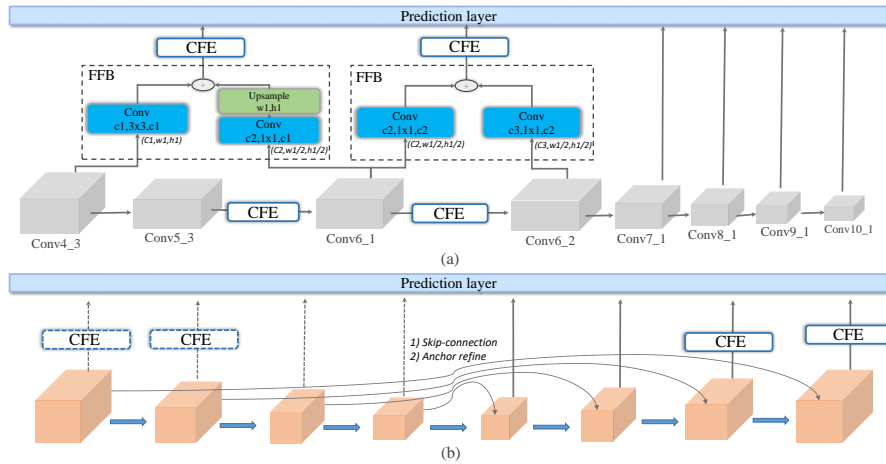 Prediction layer
CFE
CFE
FFB
FFB
Upsample
w1,h1
Conv
c1,3x3,c1
Conv
c2,1x1,c1
Conv
c2,1x1,c2
Conv
c3,1x1,c2
(C1,w1,h1)
(C2,w1/2,h1/2)
(C2,w1/2,h1/2)
(C3,w1/2,h1/2)
CFE
CFE
Conv4_3
Conv5_3
Conv6_1
Conv6_2
Conv7_1
Conv8_1
Conv9_1
Conv10_1
(a)
Prediction layer
CFE
CFE
1) Skip-connection
2) Anchor refine
CFE
CFE
(b)